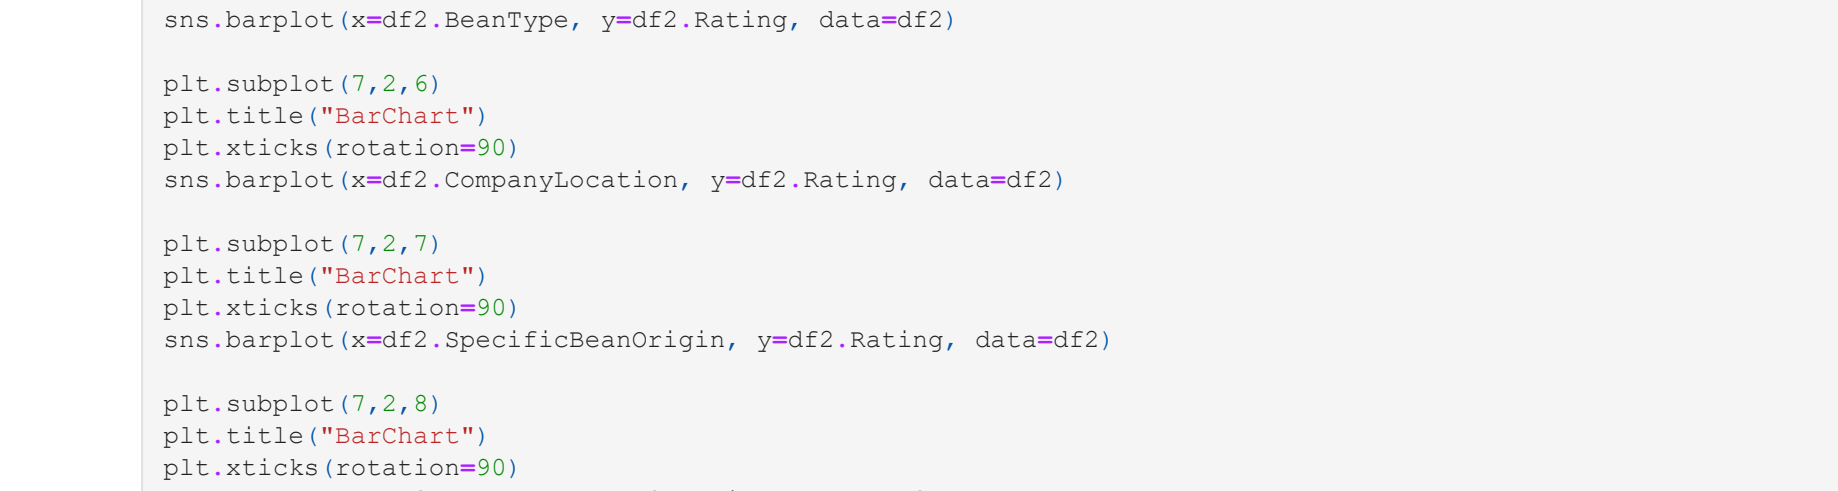 sns.barplot(x=df2.BeanType, y=df2.Rating, data=df2)
plt.subplot(7,2,6)
plt.title("BarChart")
plt.xticks(rotation=90)
sns.barplot(x=df2.CompanyLocation, y=df2.Rating, data=df2)
plt.subplot(7,2,7)
plt.title("BarChart")
plt.xticks(rotation=90)
sns.barplot(x=df2.SpecificBeanOrigin, y=df2.Rating, data=df2)
plt.subplot(7,2,8)
plt.title("BarChart")
plt.xticks(rotation=90)